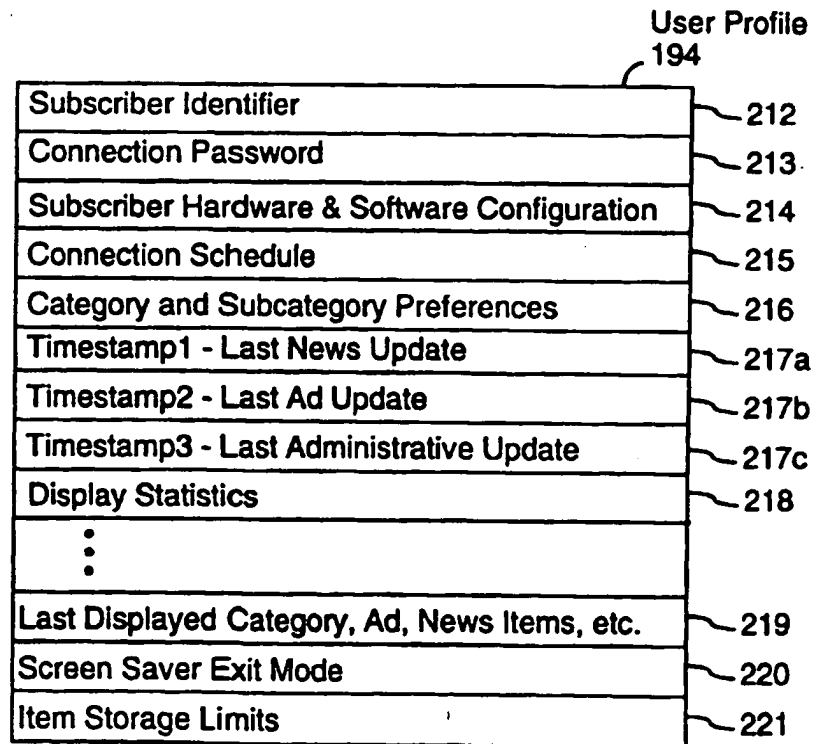 User Profile
194
Subscriber Identifier 212
Connection Password 213
Subscriber Hardware & Software Configuration 214
Connection Schedule 215
Category and Subcategory Preferences 216
Timestamp1 - Last News Update 217a
Timestamp2 - Last Ad Update 217b
Timestamp3 - Last Administrative Update 217c
Display Statistics 218
Last Displayed Category, Ad, News Items, etc. 219
Screen Saver Exit Mode 220
Item Storage Limits 221